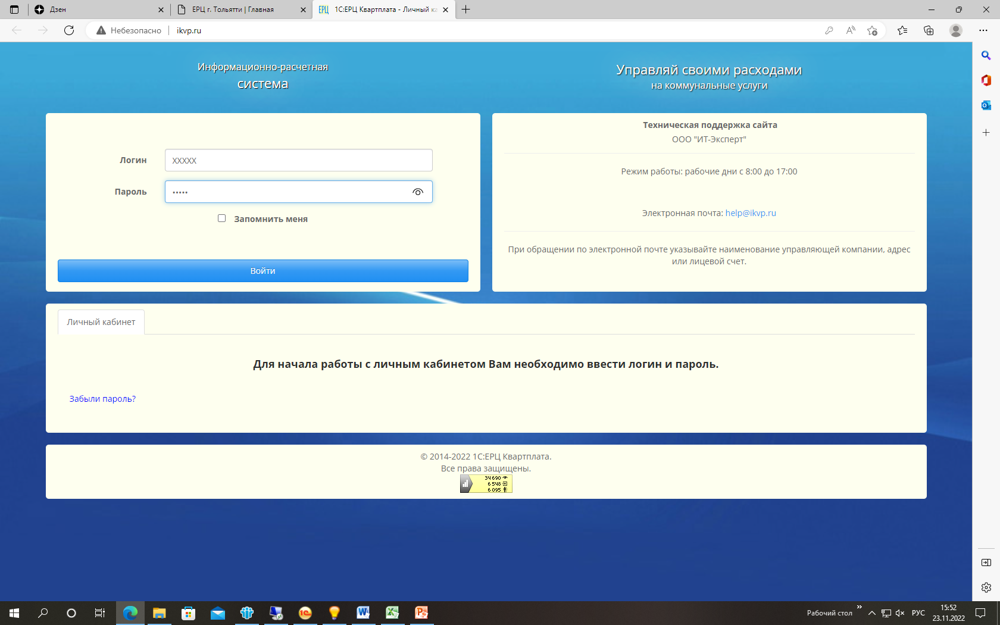 Дзен
ЕРЦ г. Тольятти | Главная
ЕРЦ 1С:ЕРЦ Квартплата - Личный ка
Небезопасно
ikvp.ru
Информационно-расчетная
система
Управляй своими расходами
на коммунальные услуги
Логин
XXXXX
Пароль
•••••
Запомнить меня
Войти
Техническая поддержка сайта
ООО "ИТ-Эксперт"
Режим работы: рабочие дни с 8:00 до 17:00
Электронная почта: help@ikvp.ru
При обращении по электронной почте указывайте наименование управляющей компании, адрес
или лицевой счет.
Личный кабинет
Для начала работы с личным кабинетом Вам необходимо ввести логин и пароль.
Забыли пароль?
© 2014-2022 1С:ЕРЦ Квартплата.
Все права защищены.
34 690
6 548
6 095
Рабочий стол
РУС
15:52
23.11.2022